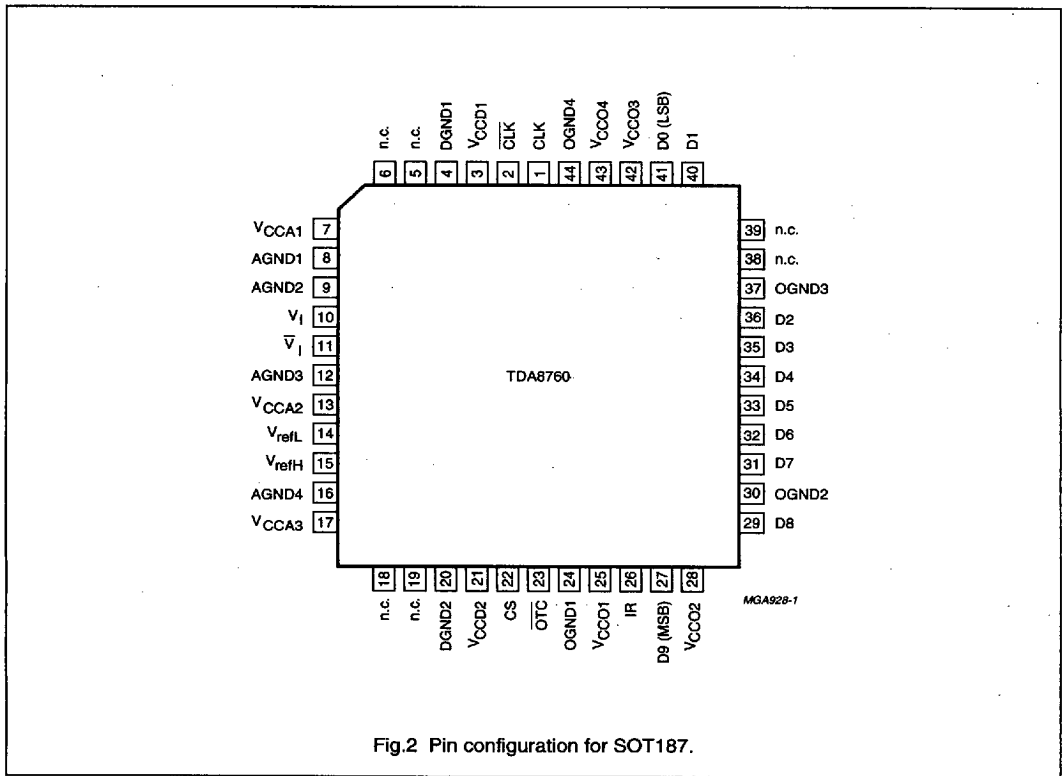 n.c. n.c. DGND1 VCCD1 CLK CLK OGND4 VCCO4 VCCO3 D0 (LSB) D1
6 5 4 3 2 1 44 43 42 41 40
VCCA1 7
AGND1 8
AGND2 9
VI 10
VI 11
AGND3 12
VCCA2 13
VrefL 14
VrefH 15
AGND4 16
VCCA3 17
TDA8760
39 n.c.
38 n.c.
37 OGND3
36 D2
35 D3
34 D4
33 D5
32 D6
31 D7
30 OGND2
29 D8
18 19 20 21 22 23 24 25 26 27 28
n.c. n.c. DGND2 VCCD2 CS OTC OGND1 VCCO1 IR D9 (MSB) VCCO2
MGA928-1
Fig.2 Pin configuration for SOT187.